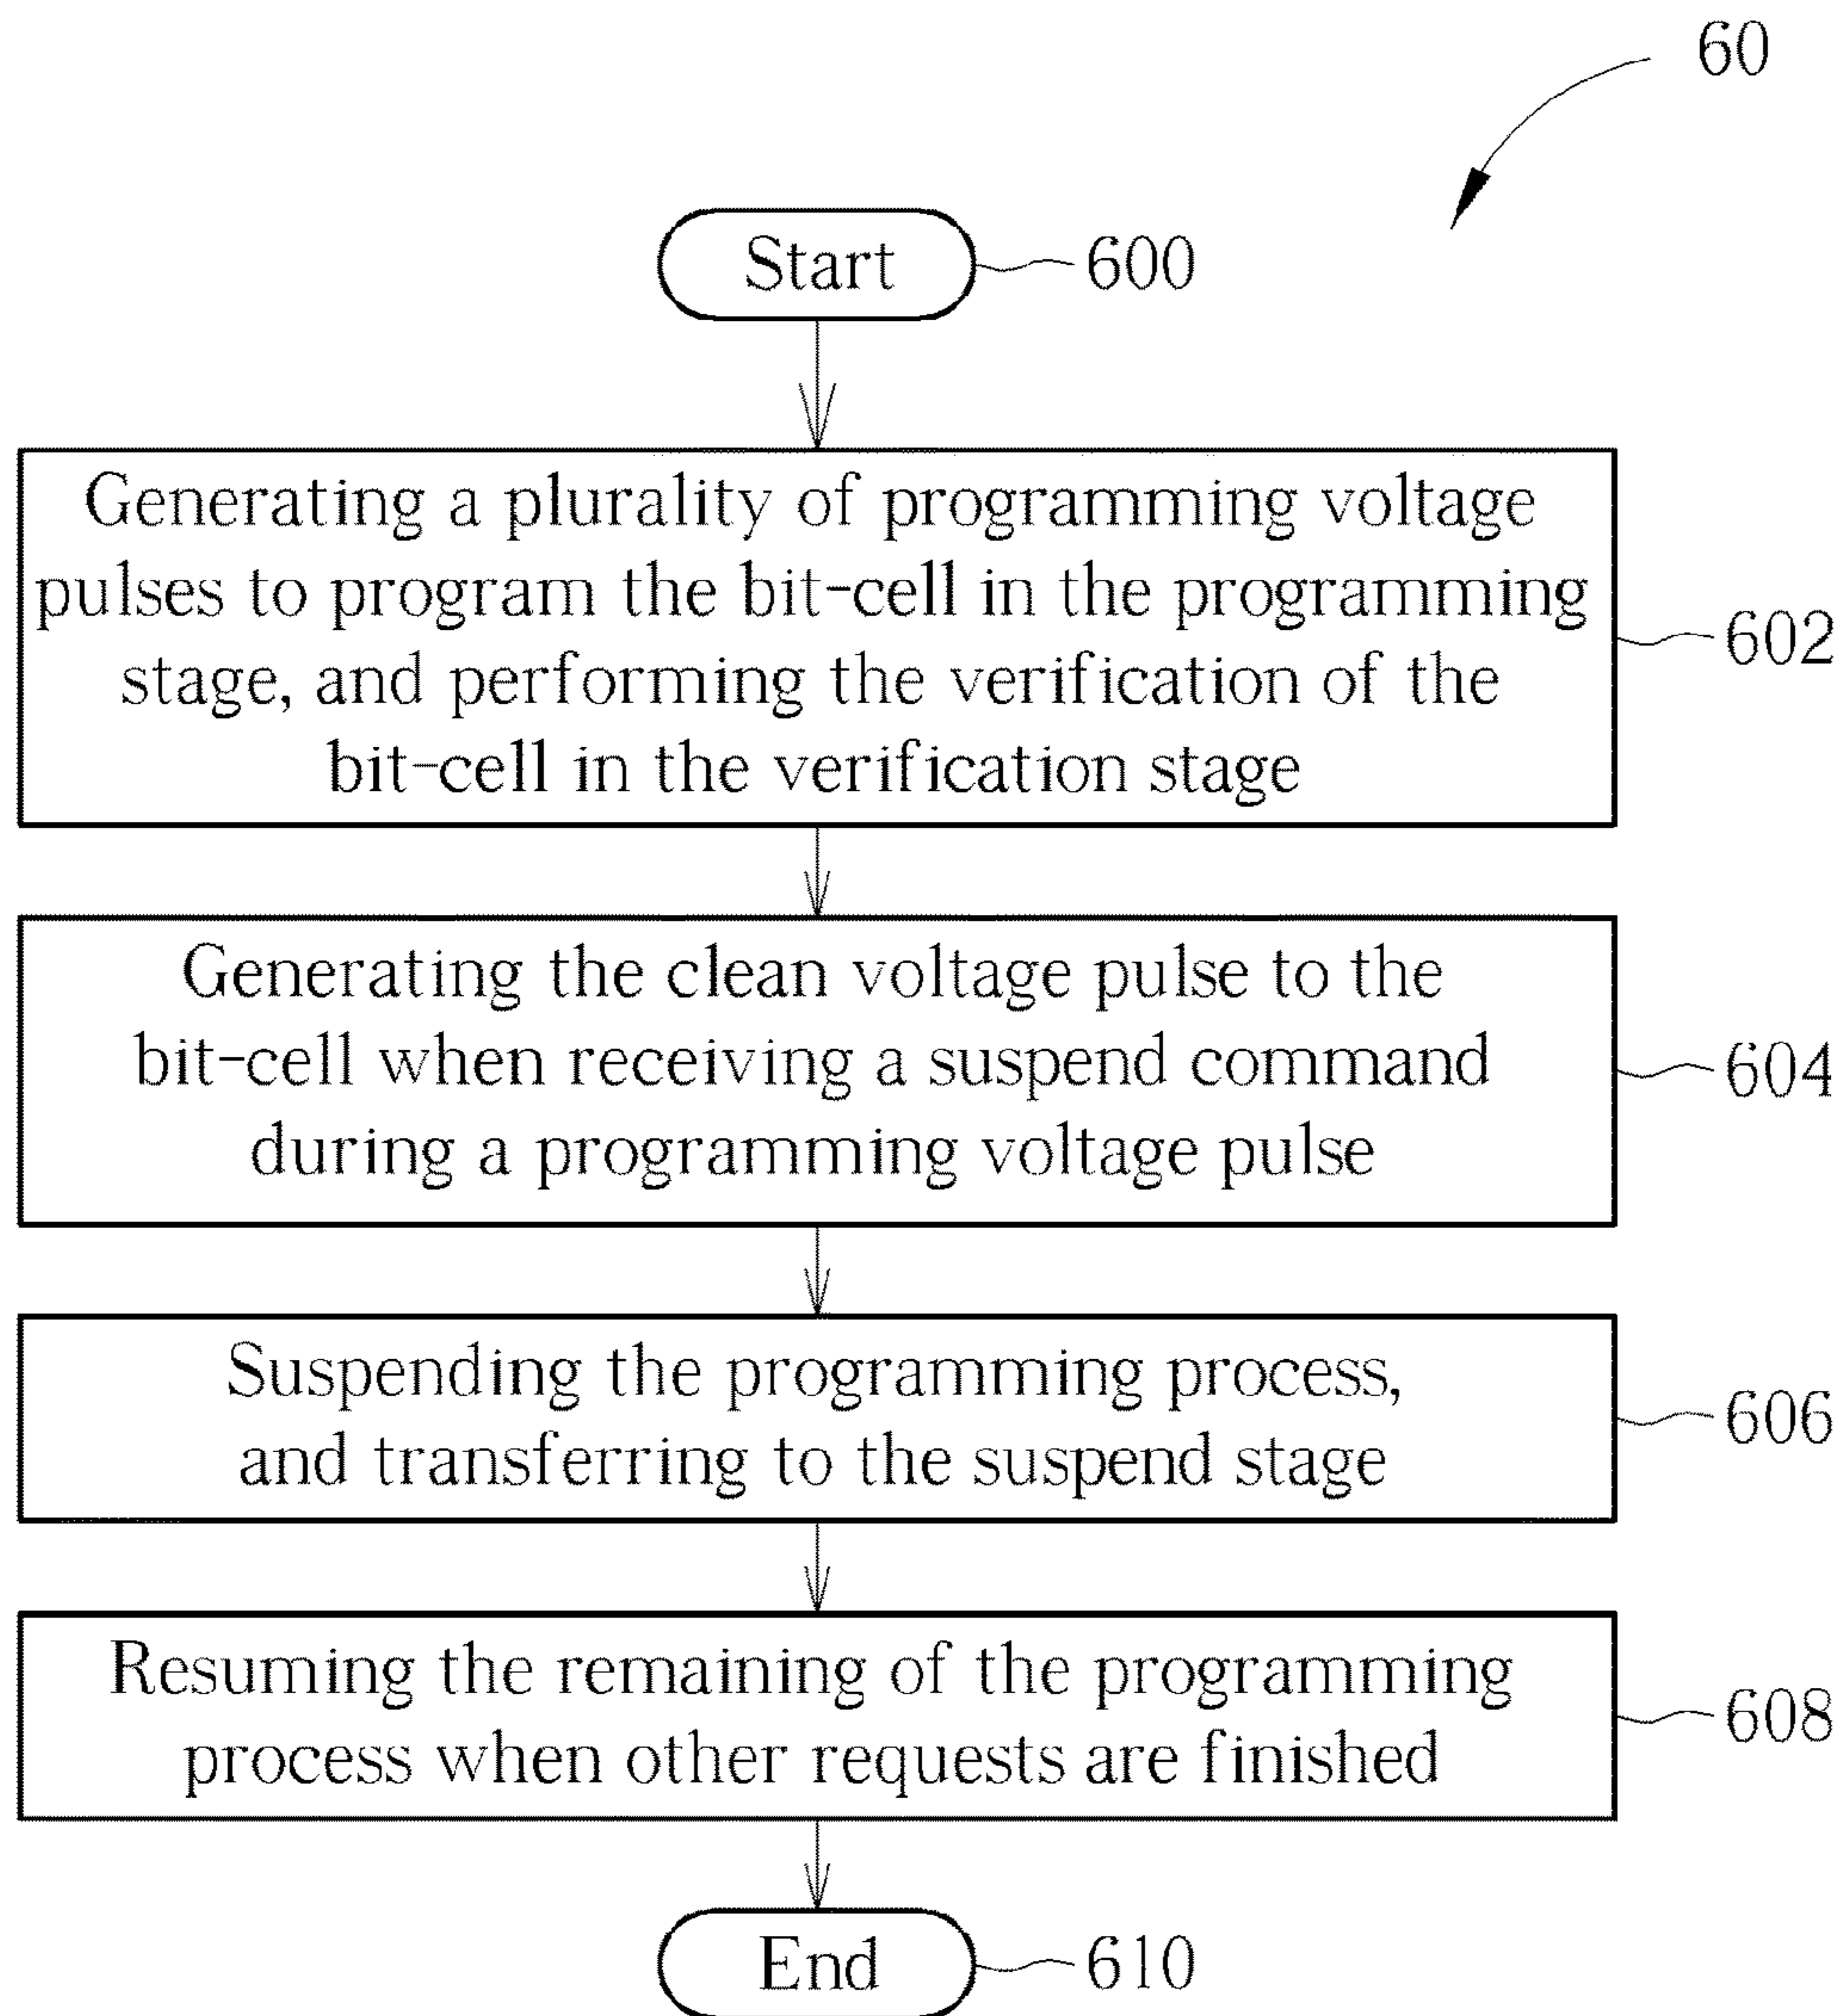 60
Start
600
Generating a plurality of programming voltage
pulses to program the bit-cell in the programming
stage, and performing the verification of the
bit-cell in the verification stage
602
Generating the clean voltage pulse to the
bit-cell when receiving a suspend command
during a programming voltage pulse
604
Suspending the programming process,
and transferring to the suspend stage
606
Resuming the remaining of the programming
process when other requests are finished
608
End
610